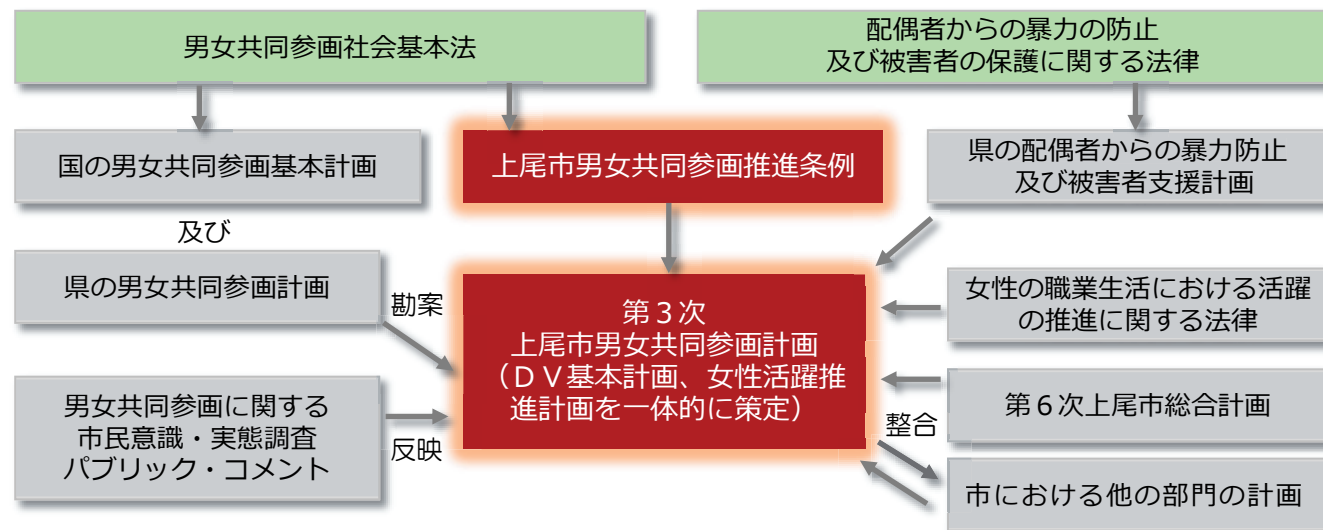 男女共同参画社会基本法
配偶者からの暴力の防止
及び被害者の保護に関する法律
国の男女共同参画基本計画
上尾市男女共同参画推進条例
県の配偶者からの暴力防止
及び被害者支援計画
及び
県の男女共同参画計画
勘案
第３次
上尾市男女共同参画計画
（ＤＶ基本計画、女性活躍推
進計画を一体的に策定）
女性の職業生活における活躍
の推進に関する法律
男女共同参画に関する
市民意識・実態調査
パブリック・コメント
反映
第６次上尾市総合計画
整合
市における他の部門の計画